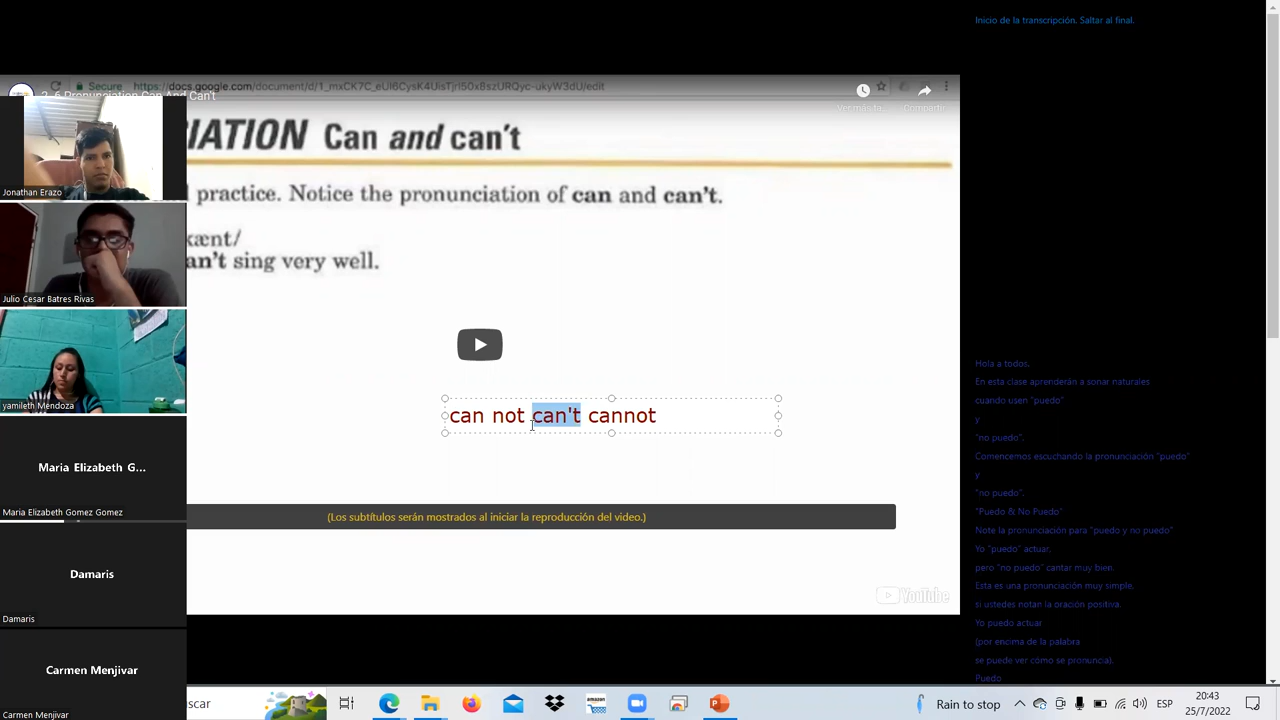 Inicio de la transcripción. Saltar al final.
Secure https://docs.google.com/document/d/1_mxCK7C_eUI6CysK4UisTjrI50x8szURQyc-ukyW3dU/edit
2_6 Pronunciation Can And Can't
Ver más ta...
Compartir
IATION Can and can't
practice. Notice the pronunciation of can and can't.
kænt/
an't sing very well.
can not can't cannot
(Los subtítulos serán mostrados al iniciar la reproducción del video.)
YouTube
Jonathan Erazo
Julio Cesar Batres Rivas
yamileth Mendoza
Maria Elizabeth G...
Maria Elizabeth Gomez Gomez
Damaris
Damaris
Carmen Menjivar
Carmen Menjivar
Hola a todos.
En esta clase aprenderán a sonar naturales
cuando usen "puedo"
y
"no puedo".
Comencemos escuchando la pronunciación "puedo"
y
"no puedo".
"Puedo & No Puedo"
Note la pronunciación para "puedo y no puedo"
Yo "puedo" actuar,
pero "no puedo" cantar muy bien.
Esta es una pronunciación muy simple,
si ustedes notan la oración positiva.
Yo puedo actuar
(por encima de la palabra
se puede ver cómo se pronuncia).
Puedo
scar
amazon
Rain to stop
ESP
20:43
25/7/2022